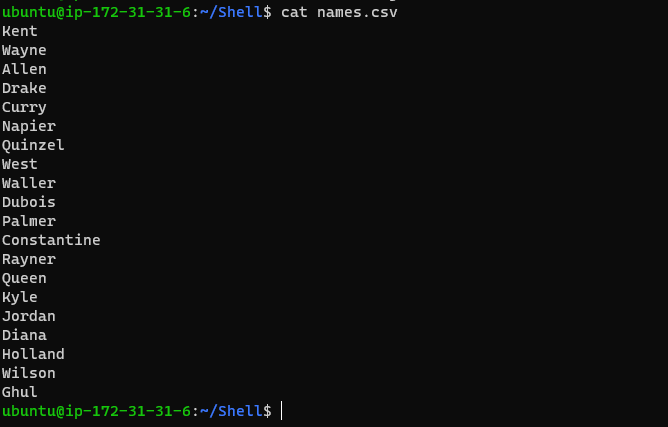 ubuntu@ip-172-31-31-6:~/Shell$ cat names.csv
Kent
Wayne
Allen
Drake
Curry
Napier
Quinzel
West
Waller
Dubois
Palmer
Constantine
Rayner
Queen
Kyle
Jordan
Diana
Holland
Wilson
Ghul
ubuntu@ip-172-31-31-6:~/Shell$